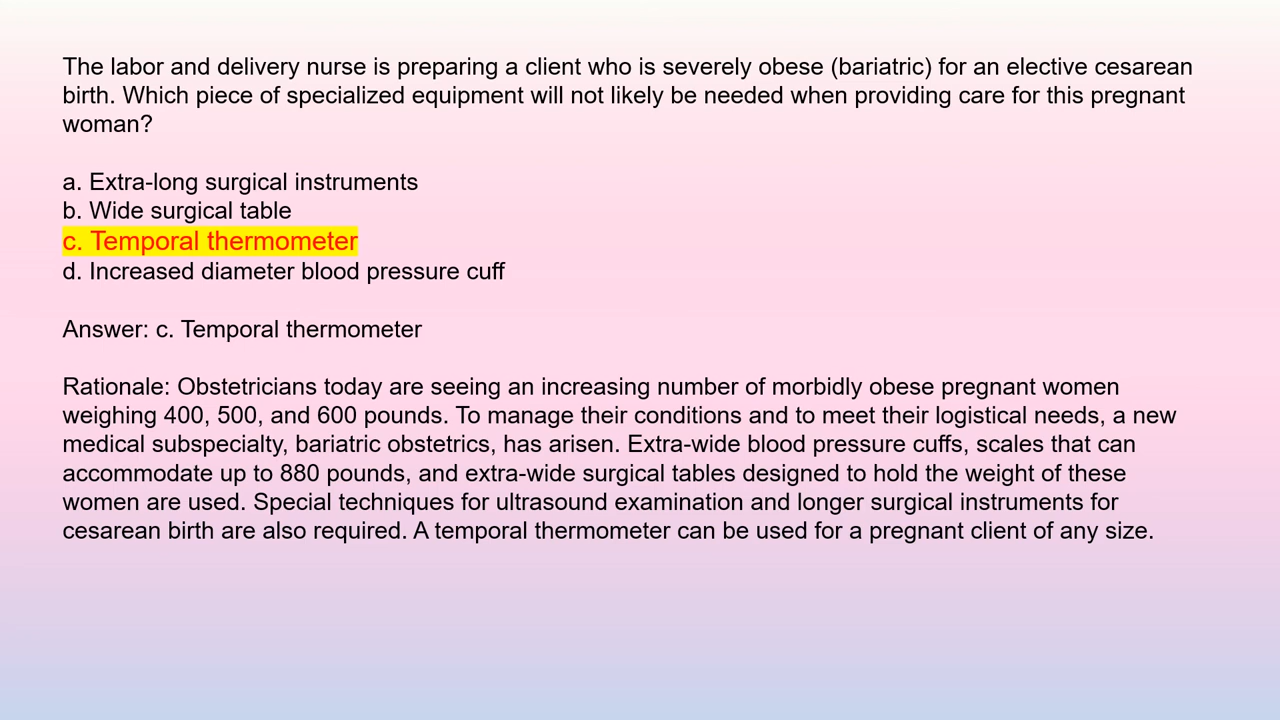 The labor and delivery nurse is preparing a client who is severely obese (bariatric) for an elective cesarean
birth. Which piece of specialized equipment will not likely be needed when providing care for this pregnant
woman?
a. Extra-long surgical instruments
b. Wide surgical table
c. Temporal thermometer
d. Increased diameter blood pressure cuff
Answer: c. Temporal thermometer
Rationale: Obstetricians today are seeing an increasing number of morbidly obese pregnant women
weighing 400, 500, and 600 pounds. To manage their conditions and to meet their logistical needs, a new
medical subspecialty, bariatric obstetrics, has arisen. Extra-wide blood pressure cuffs, scales that can
accommodate up to 880 pounds, and extra-wide surgical tables designed to hold the weight of these
women are used. Special techniques for ultrasound examination and longer surgical instruments for
cesarean birth are also required. A temporal thermometer can be used for a pregnant client of any size.